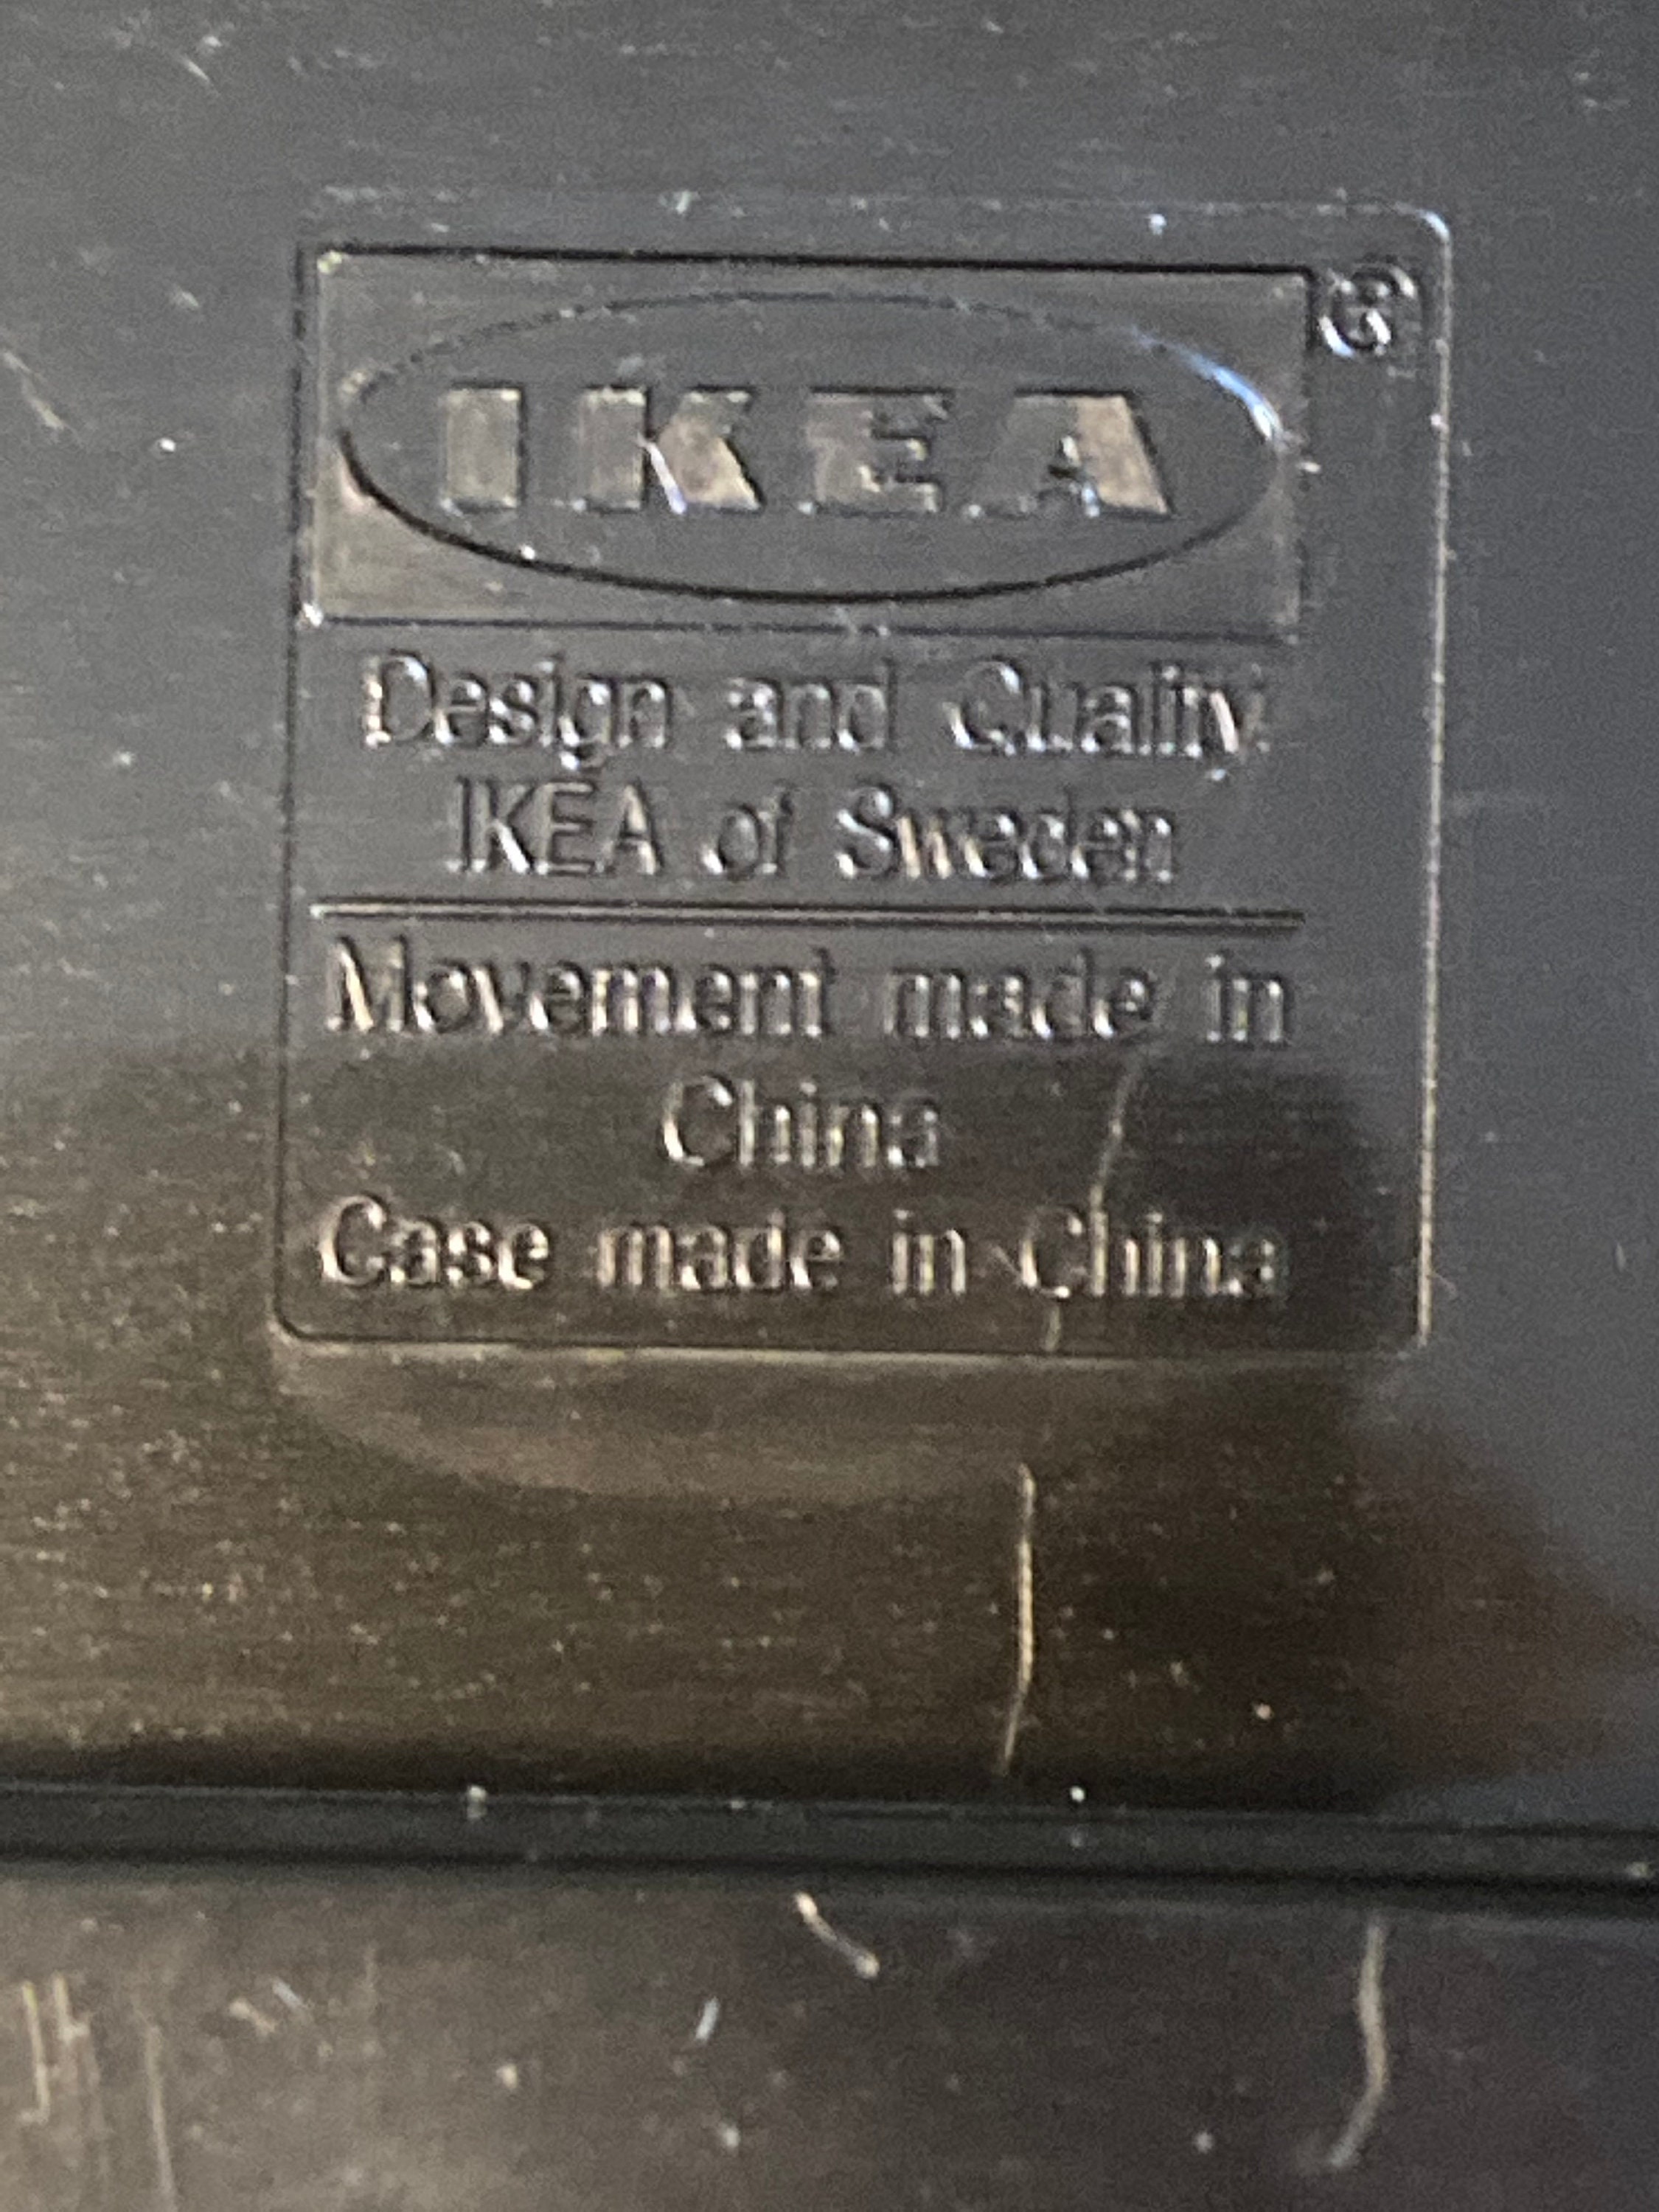 IKEA®
Design and Quality
IKEA of Sweden
Movement made in
China
Case made in China